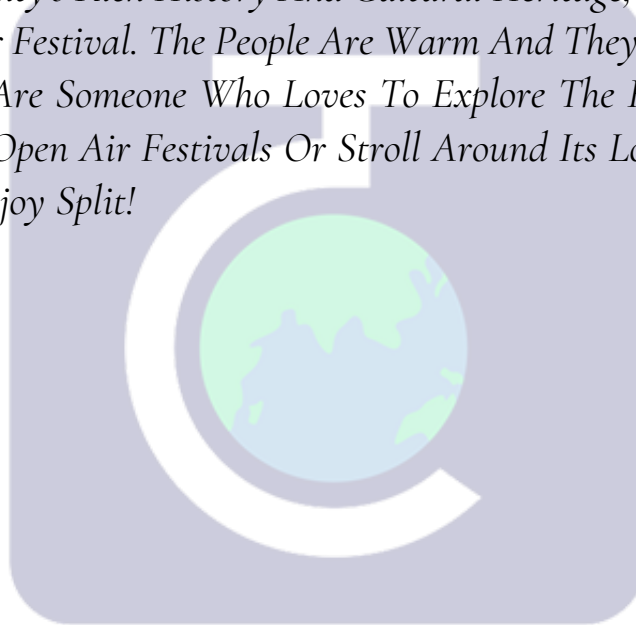 Rich History And Cultural Heritage,
Festival. The People Are Warm And They
Are Someone Who Loves To Explore The
Open Air Festivals Or Stroll Around Its
joy Split!